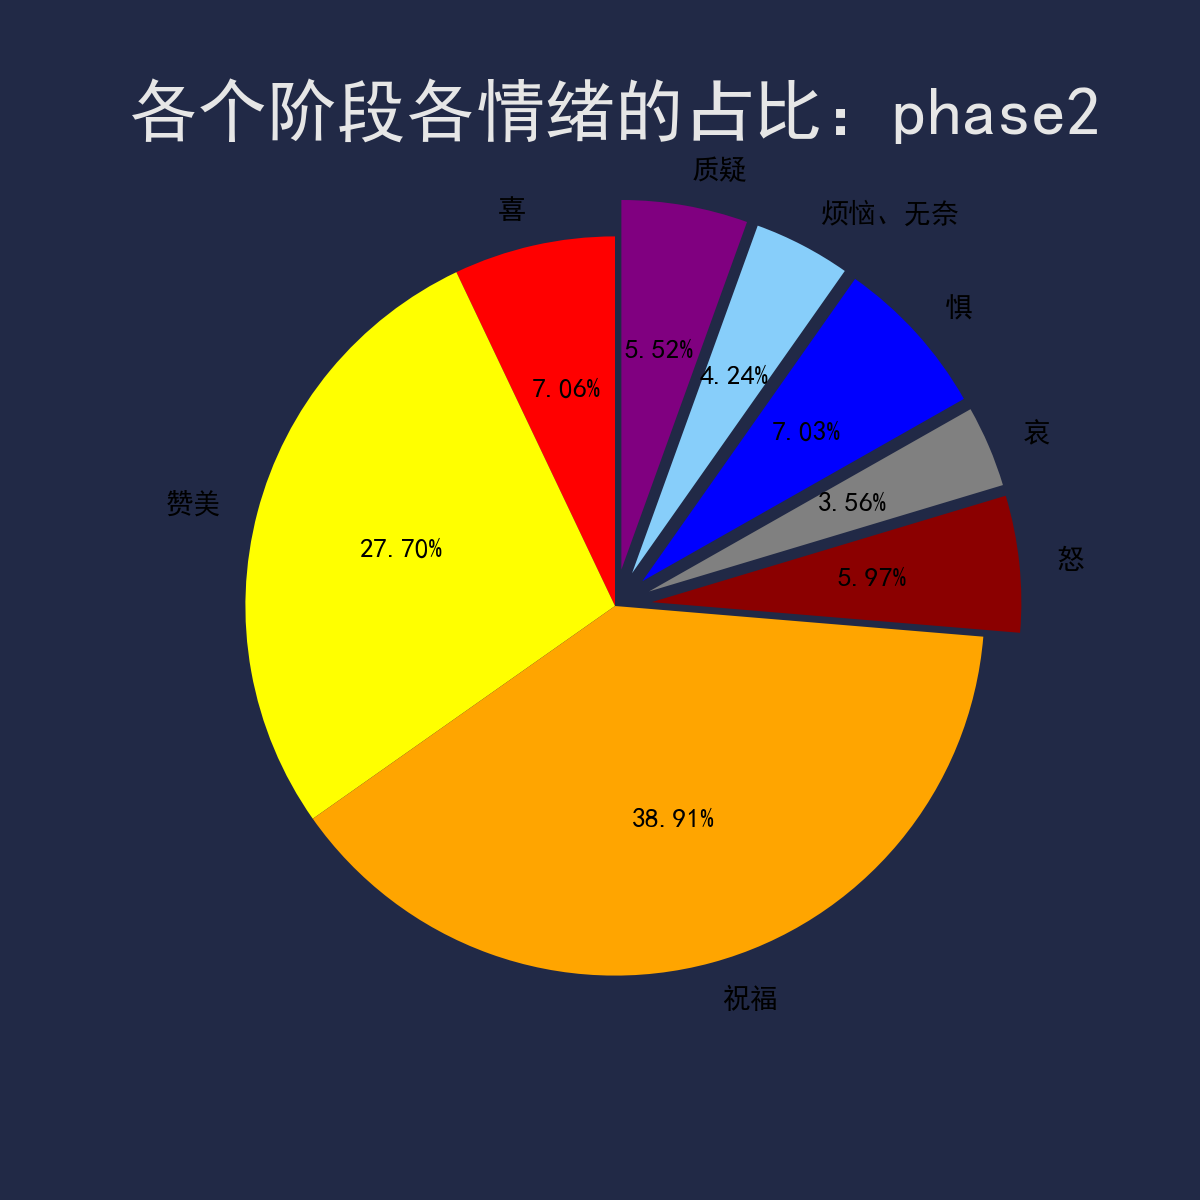 各个阶段各情绪的占比：phase2
质疑
喜
烦恼、无奈
惧
5.52%
4.24%
7.06%
7.03%
哀
赞美
3.56%
27.70%
怒
5.97%
38.91%
祝福